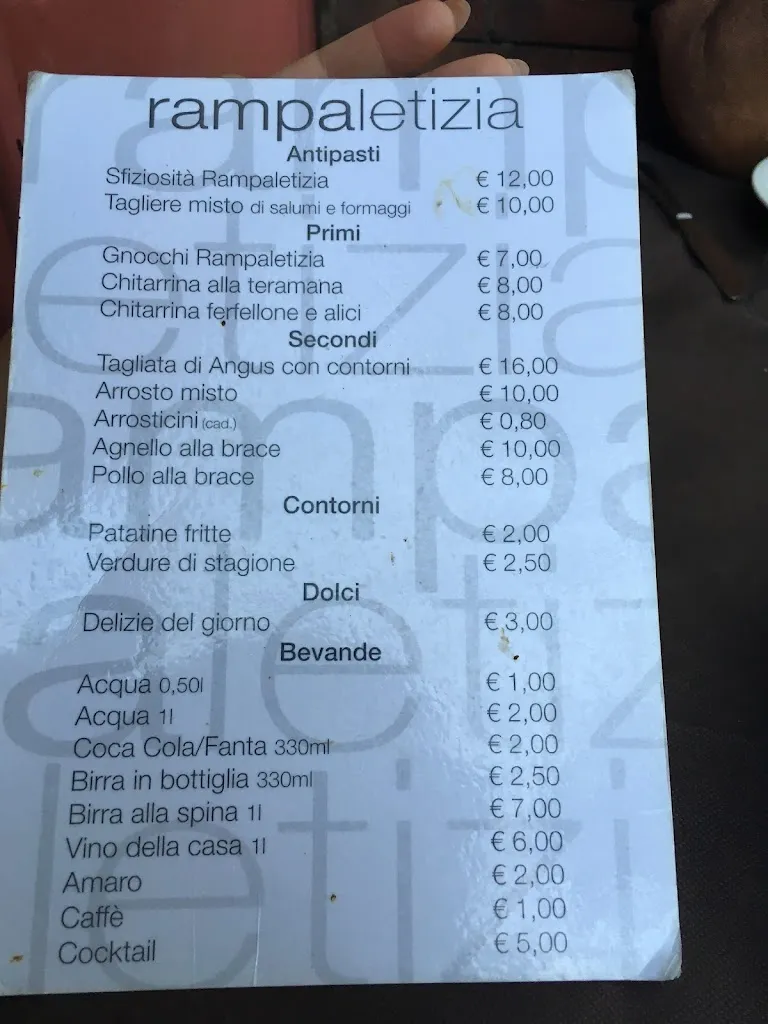 rampaletizia
Antipasti
Sfiziosità Rampaletizia € 12,00
Tagliere misto di salumi e formaggi € 10,00
Primi
Gnocchi Rampaletizia € 7,00
Chitarrina alla teramana € 8,00
Chitarrina ferfellone e alici € 8,00
Secondi
Tagliata di Angus con contorni € 16,00
Arrosto misto € 10,00
Arrosticini (cad.) € 0,80
Agnello alla brace € 10,00
Pollo alla brace € 8,00
Contorni
Patatine fritte € 2,00
Verdure di stagione € 2,50
Dolci
Delizie del giorno € 3,00
Bevande
Acqua 0,50l € 1,00
Acqua 1l € 2,00
Coca Cola/Fanta 330ml € 2,00
Birra in bottiglia 330ml € 2,50
Birra alla spina 1l € 7,00
Vino della casa 1l € 6,00
Amaro € 2,00
Caffè € 1,00
Cocktail € 5,00